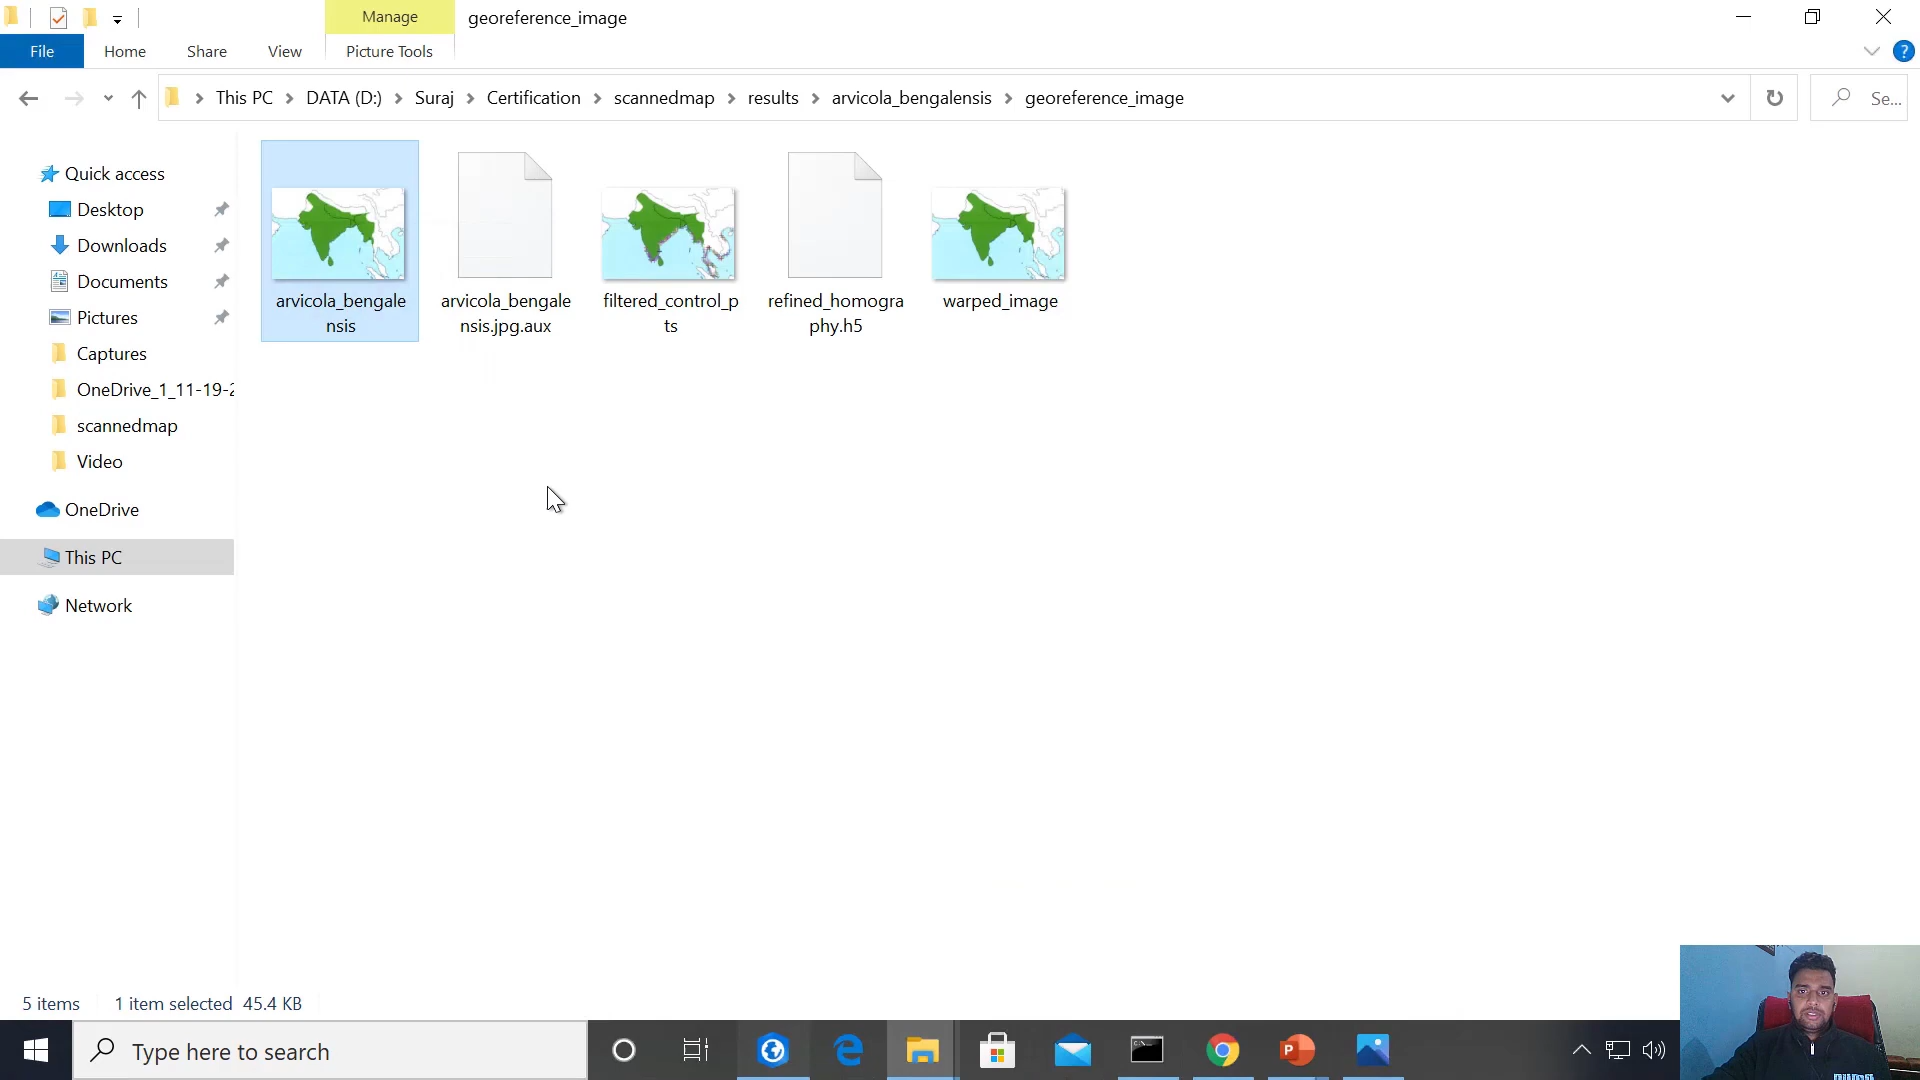 Manage
georeference_image
File
Home
Share
View
Picture Tools
This PC
DATA (D:)
Suraj
Certification
scannedmap
results
arvicola_bengalensis
georeference_image
Se...
Quick access
Desktop
Downloads
Documents
Pictures
Captures
OneDrive_1_11-19-2
scannedmap
Video
OneDrive
This PC
Network
arvicola_bengale
nsis
arvicola_bengale
nsis.jpg.aux
filtered_control_p
ts
refined_homogra
phy.h5
warped_image
5 items
1 item selected 45.4 KB
Type here to search